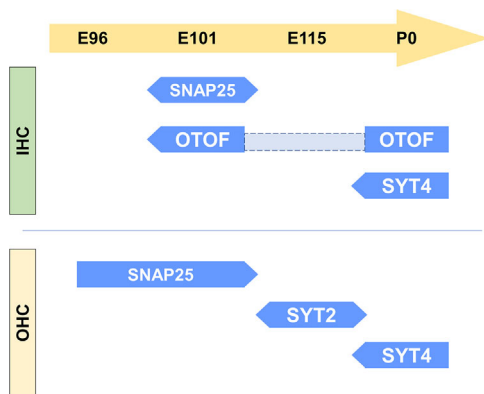 E96 E101 E115 P0
IHC
SNAP25
OTOF OTOF
SYT4
OHC
SNAP25
SYT2
SYT4